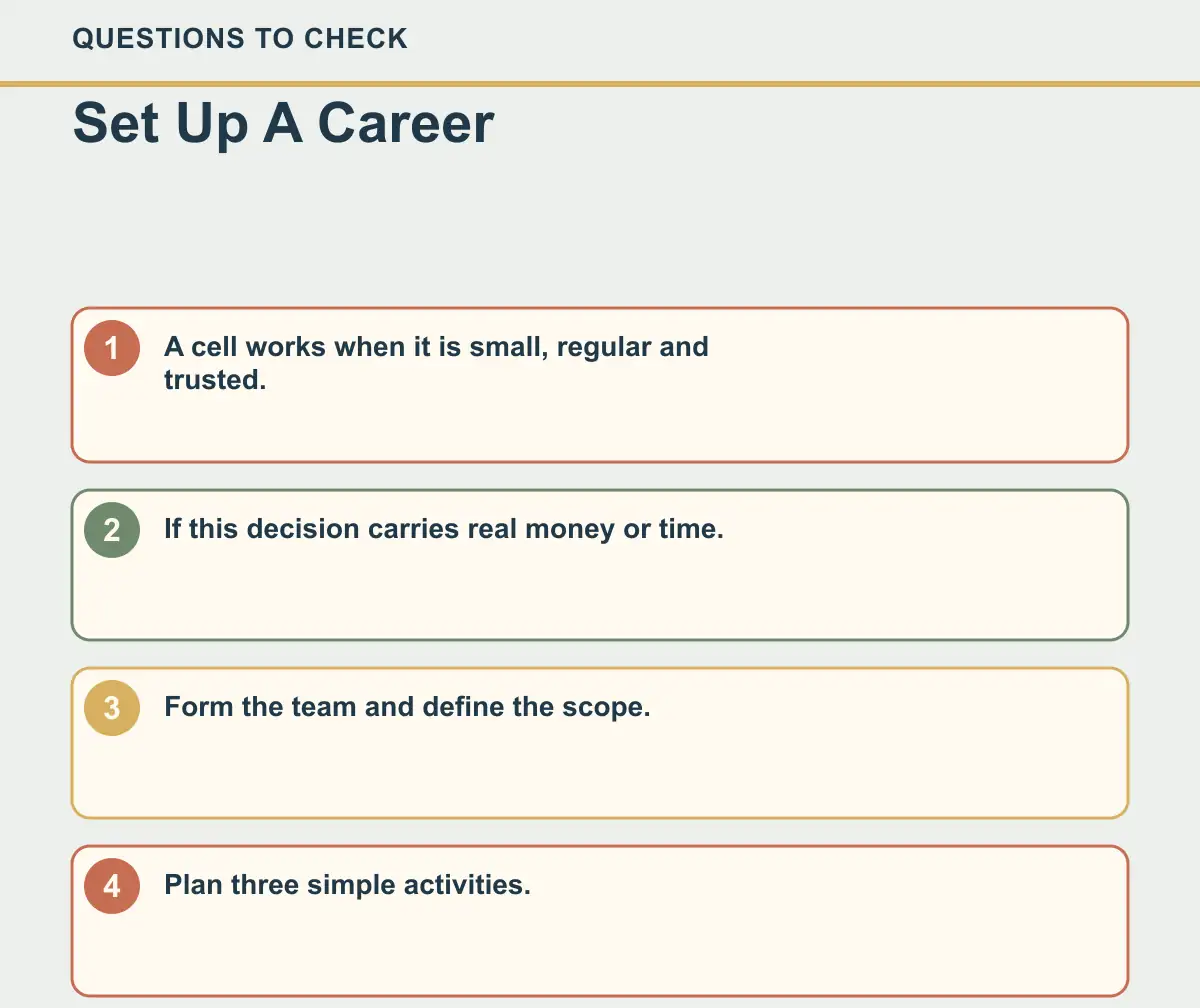 QUESTIONS TO CHECK
Set Up A Career
1
A cell works when it is small, regular and
trusted.
2
If this decision carries real money or time.
3
Form the team and define the scope.
4
Plan three simple activities.